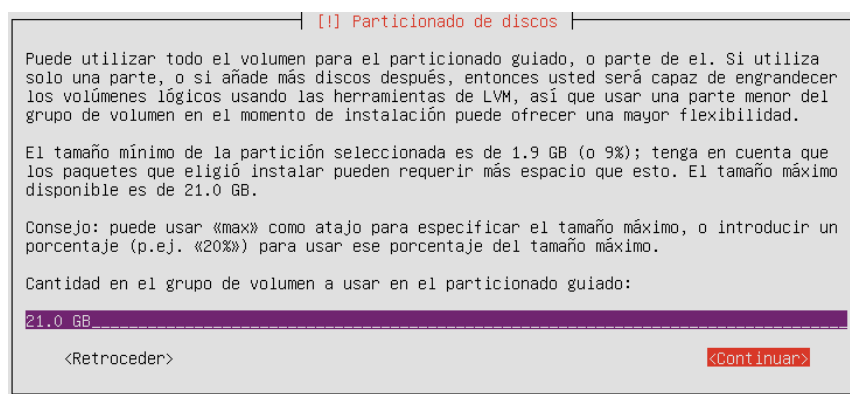 [!] Particionado de discos
Puede utilizar todo el volumen para el particionado guiado, o parte de el. Si utiliza
solo una parte, o si añade más discos después, entonces usted será capaz de engrandecer
los volúmenes lógicos usando las herramientas de LVM, así que usar una parte menor del
grupo de volumen en el momento de instalación puede ofrecer una mayor flexibilidad.
El tamaño mínimo de la partición seleccionada es de 1.9 GB (o 9%); tenga en cuenta que
los paquetes que eligió instalar pueden requerir más espacio que esto. El tamaño máximo
disponible es de 21.0 GB.
Consejo: puede usar «max» como atajo para especificar el tamaño máximo, o introducir un
porcentaje (p.ej. «20%») para usar ese porcentaje del tamaño máximo.
Cantidad en el grupo de volumen a usar en el particionado guiado:
21.0 GB
<Retroceder> <Continuar>